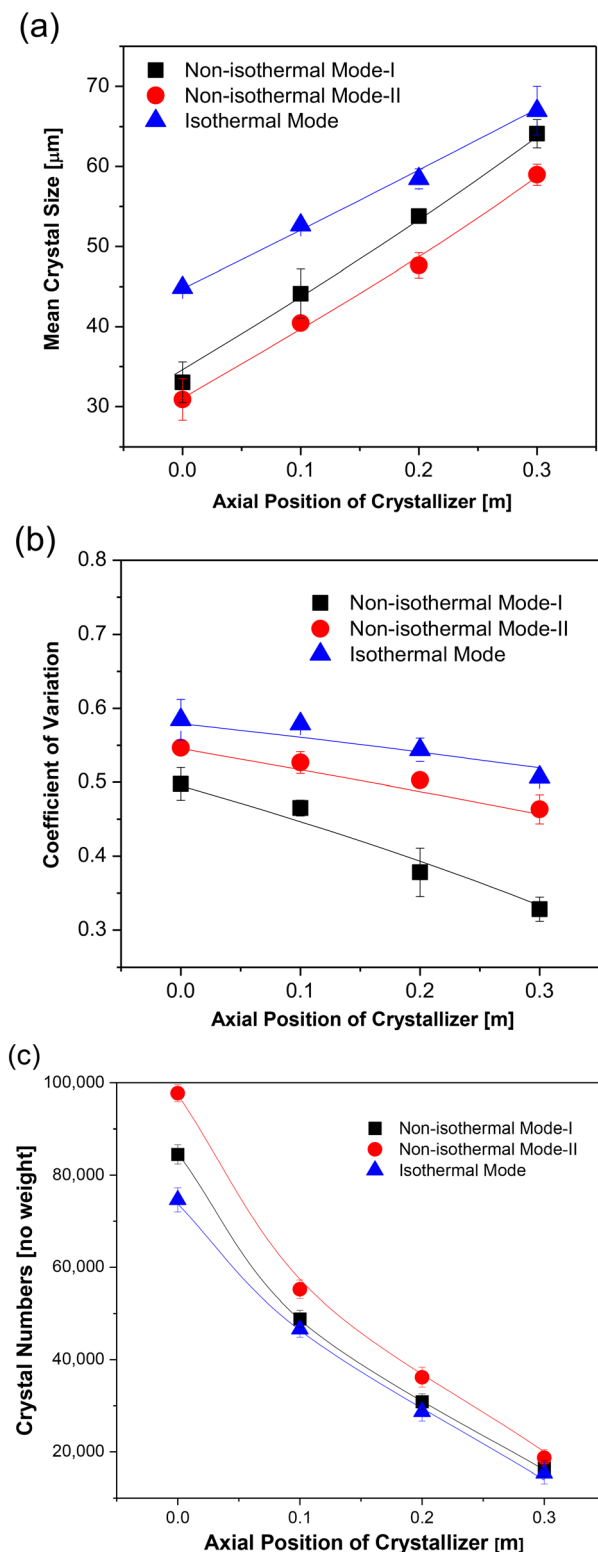 (a)
Non-isothermal Mode-I
Non-isothermal Mode-II
Isothermal Mode
70
60
50
40
30
Mean Crystal Size [μm]
0.0 0.1 0.2 0.3
Axial Position of Crystallizer [m]
(b)
0.8
Non-isothermal Mode-I
Non-isothermal Mode-II
Isothermal Mode
0.7
0.6
0.5
0.4
0.3
Coefficient of Variation
0.0 0.1 0.2 0.3
Axial Position of Crystallizer [m]
(c)
100,000
Non-isothermal Mode-I
Non-isothermal Mode-II
Isothermal Mode
80,000
60,000
40,000
20,000
Crystal Numbers [no weight]
0.0 0.1 0.2 0.3
Axial Position of Crystallizer [m]